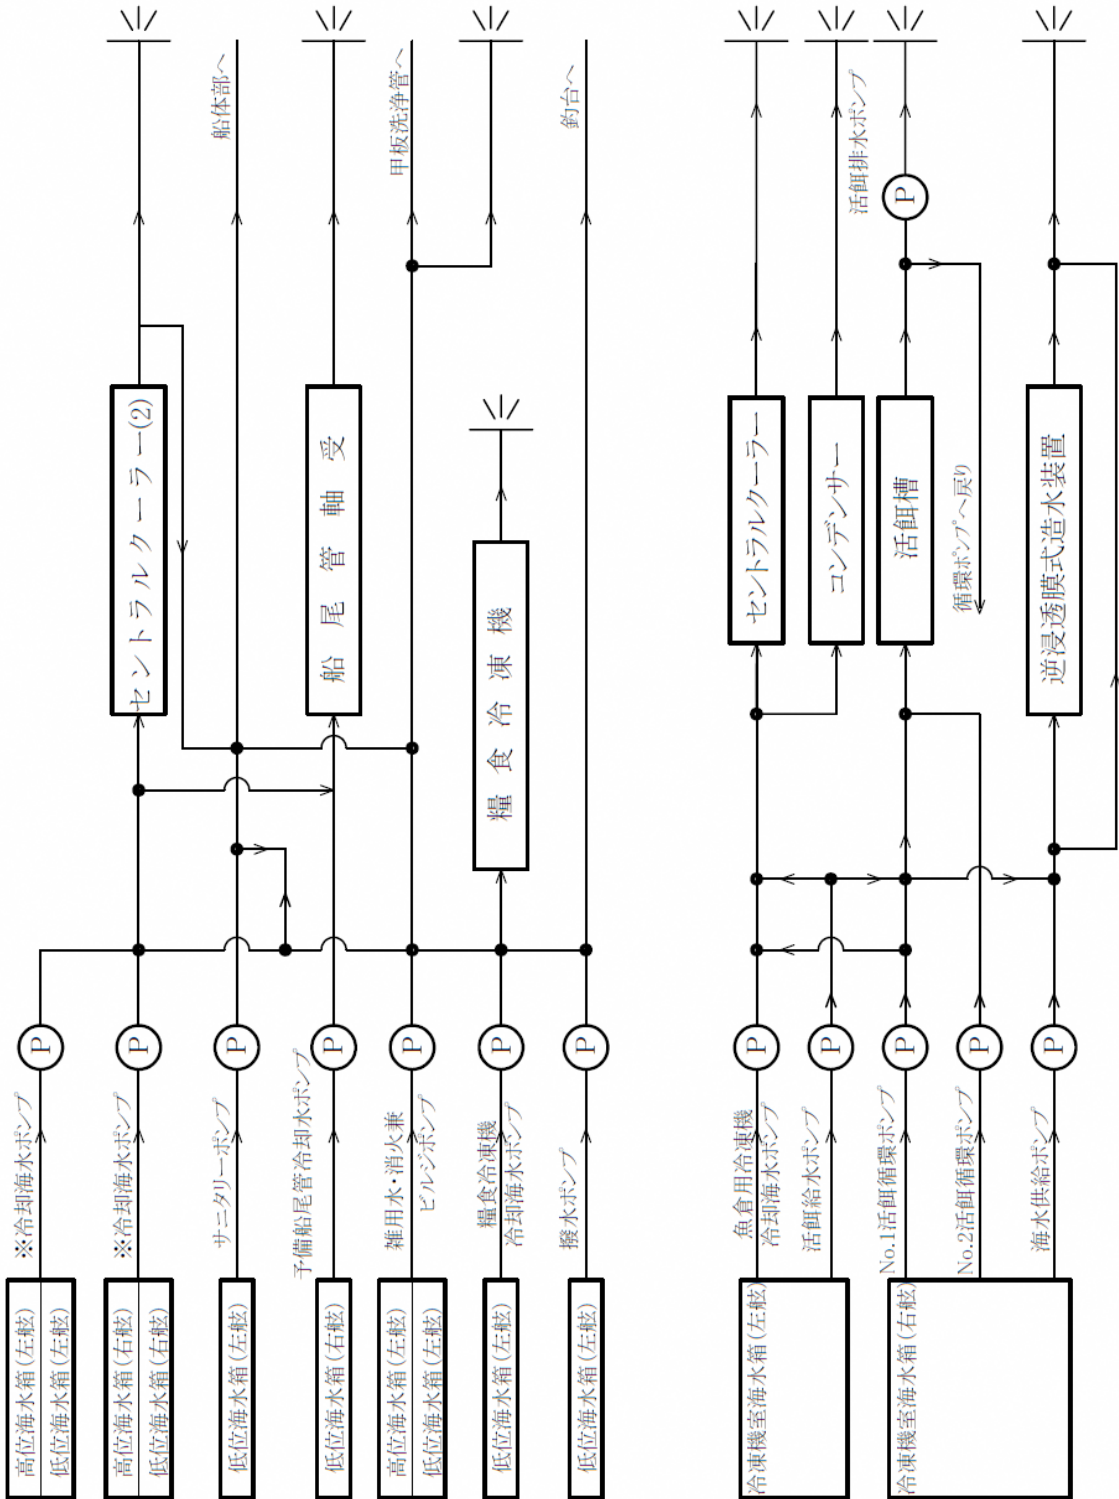 高位海水箱(左舷)
低位海水箱(左舷)
※冷却海水ポンプ
P
高位海水箱(右舷)
低位海水箱(右舷)
※冷却海水ポンプ
P
セントラルクーラー(2)
低位海水箱(左舷)
サニタリーポンプ
P
船体部へ
低位海水箱(右舷)
予備船尾管冷却水ポンプ
P
船尾管軸受
高位海水箱(左舷)
低位海水箱(左舷)
雑用水・消火兼
ビルジポンプ
P
甲板洗浄管へ
低位海水箱(左舷)
糧食冷凍機
冷却海水ポンプ
P
糧食冷凍機
低位海水箱(左舷)
撥水ポンプ
P
釣台へ
冷凍機室海水箱(左舷)
魚倉用冷凍機
冷却海水ポンプ
P
セントラルクーラー
活餌給水ポンプ
P
コンデンサー
冷凍機室海水箱(右舷)
No.1活餌循環ポンプ
P
活餌槽
活餌排水ポンプ
P
No.2活餌循環ポンプ
P
循環ポンプへ戻り
海水供給ポンプ
P
逆浸透膜式造水装置